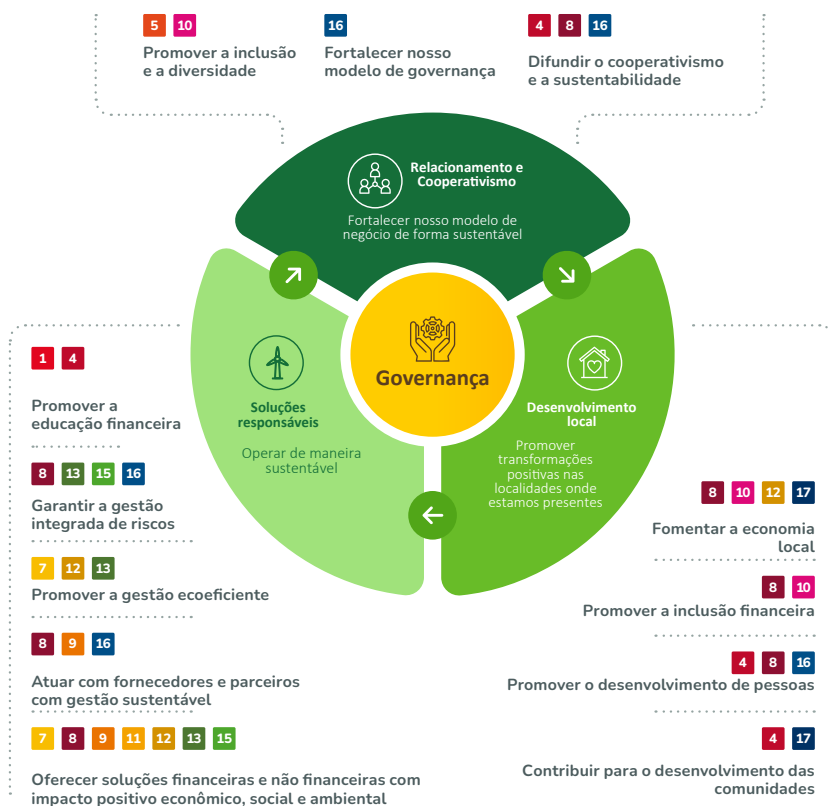 5 10
Promover a inclusão
e a diversidade
16
Fortalecer nosso
modelo de governança
4 8 16
Difundir o cooperativismo
e a sustentabilidade
Relacionamento e
Cooperativismo
Fortalecer nosso modelo de
negócio de forma sustentável
Governança
Soluções
responsáveis
Operar de maneira
sustentável
Desenvolvimento
local
Promover
transformações
positivas nas
localidades onde
estamos presentes
1 4
Promover a
educação financeira
8 13 15 16
Garantir a gestão
integrada de riscos
7 12 13
Promover a gestão ecoeficiente
8 9 16
Atuar com fornecedores e parceiros
com gestão sustentável
7 8 9 11 12 13 15
Oferecer soluções financeiras e não financeiras com
impacto positivo econômico, social e ambiental
8 10 12 17
Fomentar a economia
local
8 10
Promover a inclusão financeira
4 8 16
Promover o desenvolvimento de pessoas
4 17
Contribuir para o desenvolvimento das
comunidades